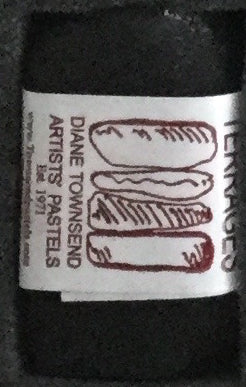 TERRAGES
DIANE TOWNSEND
ARTISTS' PASTELS
Est. 1971